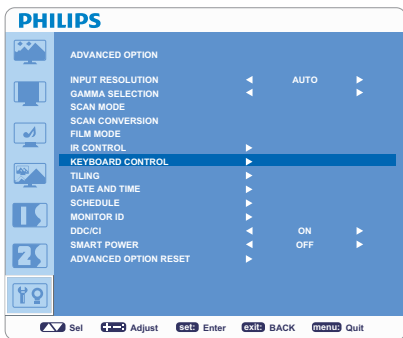 PHILIPS
ADVANCED OPTION
INPUT RESOLUTION AUTO
GAMMA SELECTION
SCAN MODE
SCAN CONVERSION
FILM MODE
IR CONTROL
KEYBOARD CONTROL
TILING
DATE AND TIME
SCHEDULE
MONITOR ID
DDC/CI ON
SMART POWER OFF
ADVANCED OPTION RESET
Sel Adjust set: Enter exit: BACK menu: Quit